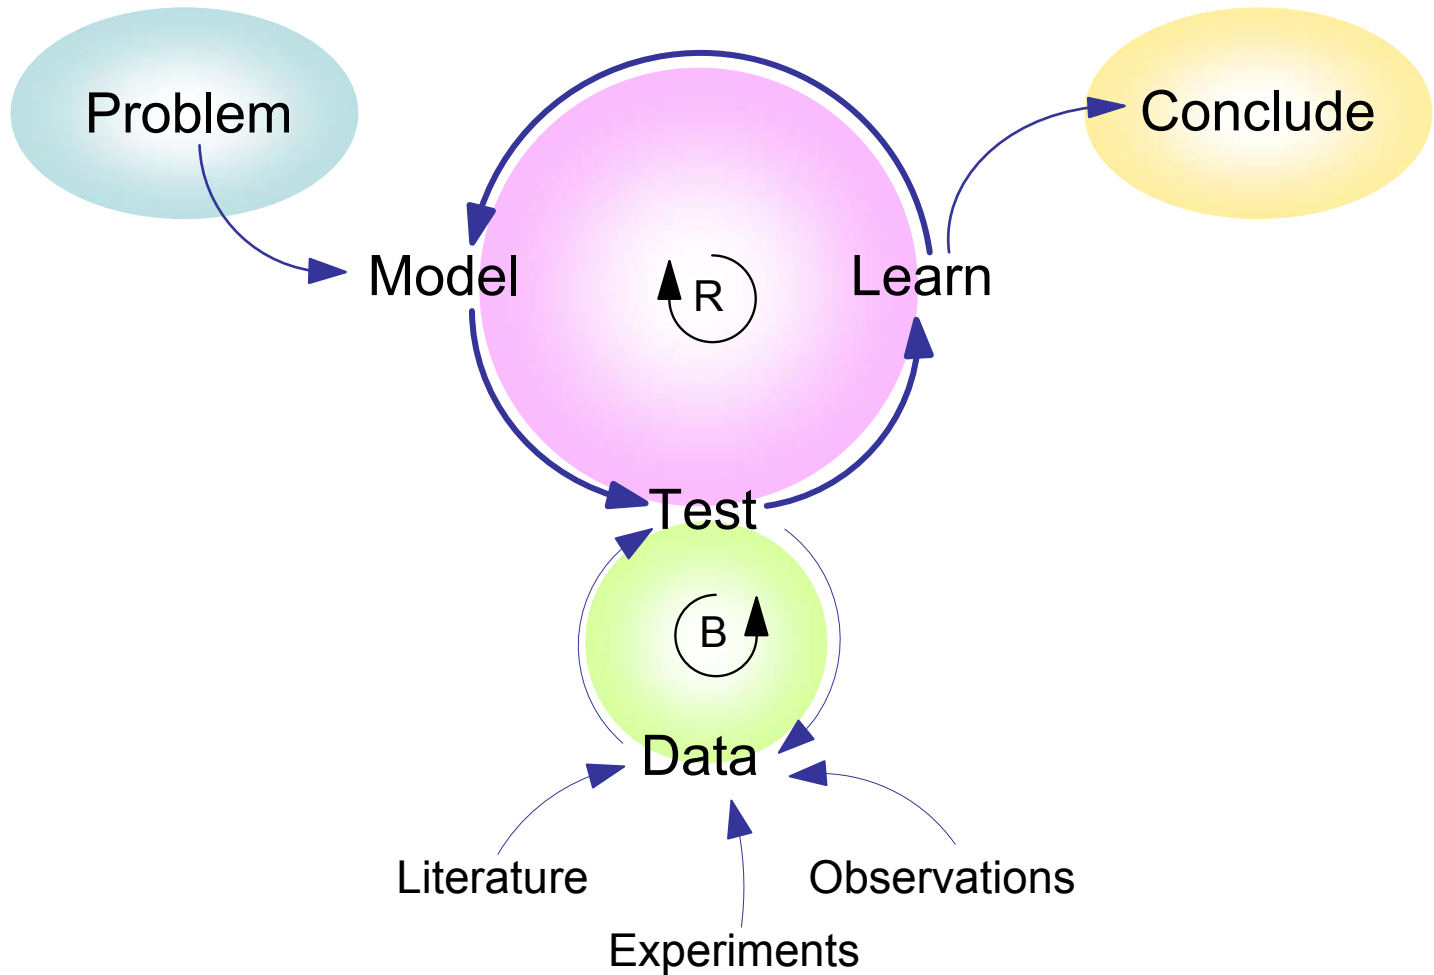 Problem
Conclude
Model
Learn
R
Test
B
Data
Literature
Observations
Experiments